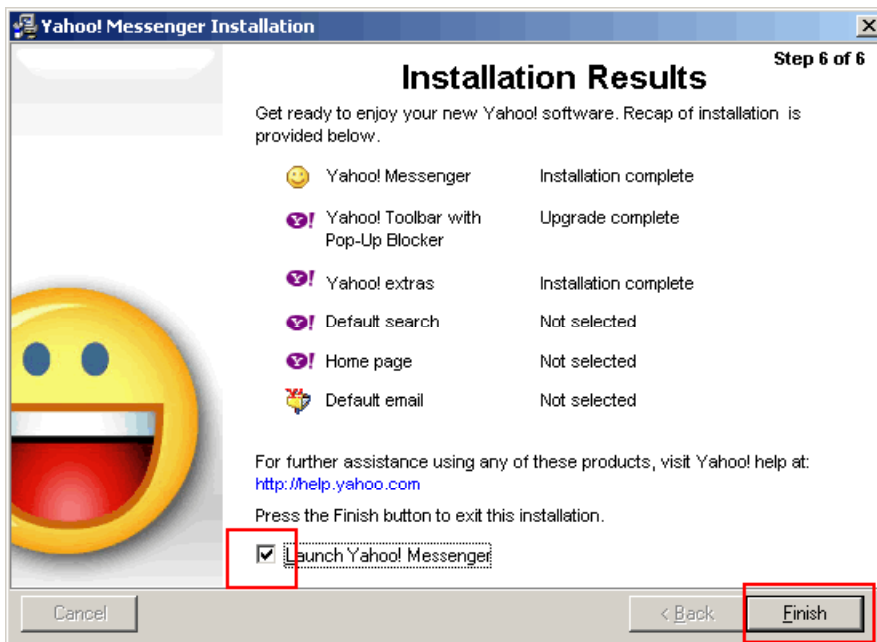 Yahoo! Messenger Installation
Step 6 of 6
Installation Results
Get ready to enjoy your new Yahoo! software. Recap of installation is
provided below.
Yahoo! Messenger Installation complete
Yahoo! Toolbar with Upgrade complete
Pop-Up Blocker
Yahoo! extras Installation complete
Default search Not selected
Home page Not selected
Default email Not selected
For further assistance using any of these products, visit Yahoo! help at:
http://help.yahoo.com
Press the Finish button to exit this installation.
Launch Yahoo! Messenger
Cancel < Back Finish